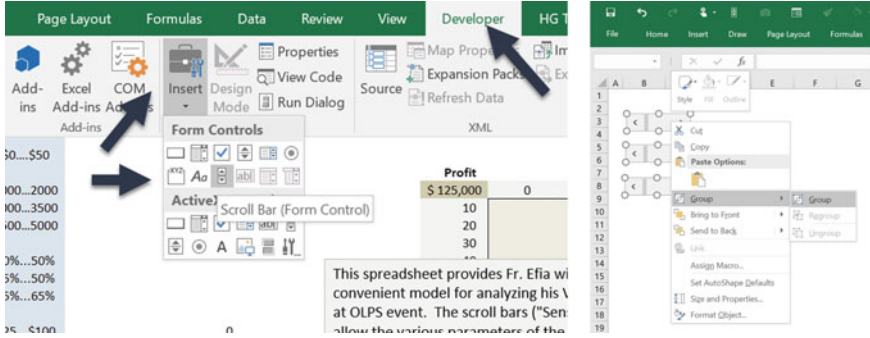 Page Layout Formulas Data Review View Developer HG T
Add-ins
Excel Add-ins
COM
Add-ins
Insert
Design Mode
Properties
View Code
Run Dialog
Source
Expansion Packs
Refresh Data
XML
Form Controls
Aa
abl
Scroll Bar (Form Control)
A
$0....$50
000...2000
000...3500
500...5000
0%...50%
5%...50%
5%...65%
25...$100
0
Profit
$ 125,000 0
10
20
30
This spreadsheet provides Fr. Efia wi
convenient model for analyzing his V
at OLPS event. The scroll bars ("Sen
allow the various parameters of the
File Home Insert Draw Page Layout Formulas
fx
A B E F G
Style Fill Outline
1
2
3
4
5
6
7
8
9
10
11
12
13
14
15
16
17
18
19
Cut
Copy
Paste Options:
Group
Bring to Front
Send to Back
Link
Assign Macro...
Set AutoShape Defaults
Size and Properties...
Format Object...
Group
Regroup
Ungroup